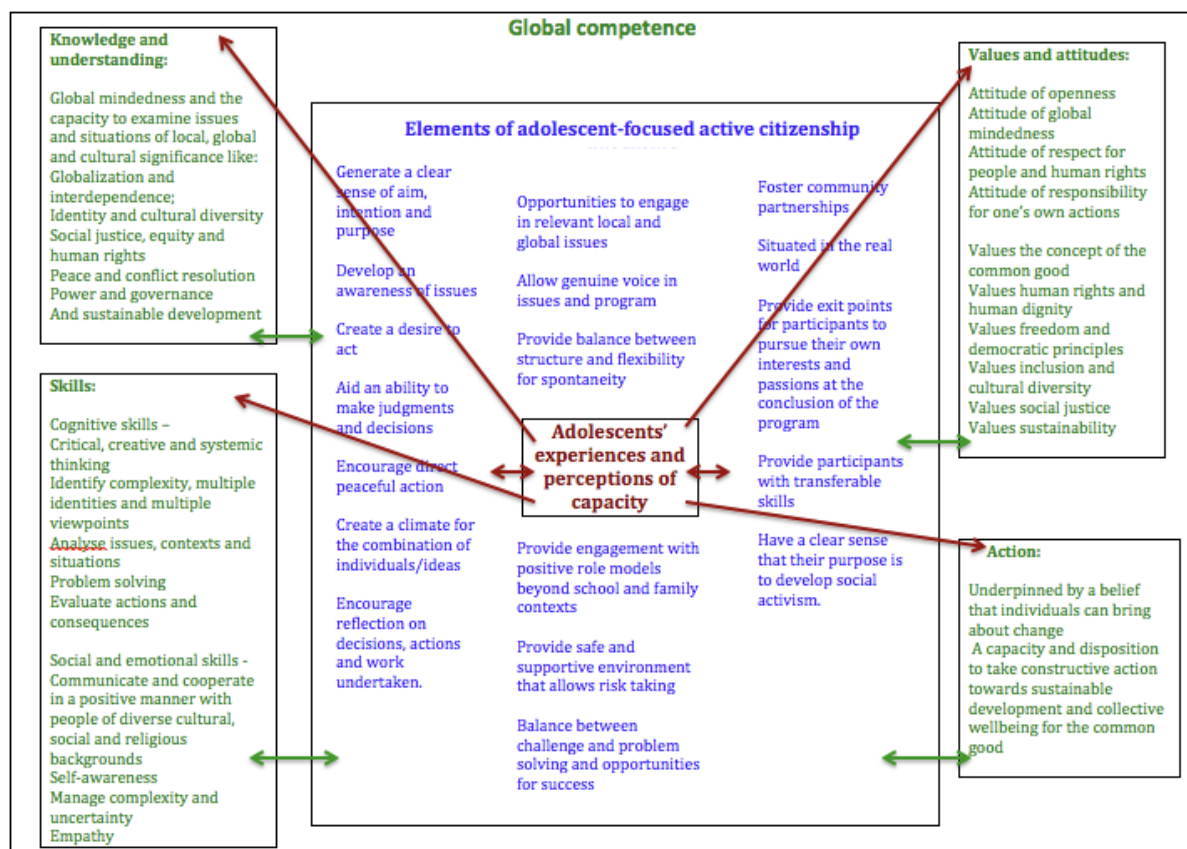 Global competence
Knowledge and
understanding:
Global mindedness and the
capacity to examine issues
and situations of local, global
and cultural significance like:
Globalization and
interdependence;
Identity and cultural diversity
Social justice, equity and
human rights
Peace and conflict resolution
Power and governance
And sustainable development
Skills:
Cognitive skills –
Critical, creative and systemic
thinking
Identify complexity, multiple
identities and multiple
viewpoints
Analyse issues, contexts and
situations
Problem solving
Evaluate actions and
consequences
Social and emotional skills -
Communicate and cooperate
in a positive manner with
people of diverse cultural,
social and religious
backgrounds
Self-awareness
Manage complexity and
uncertainty
Empathy
Elements of adolescent-focused active citizenship
Generate a clear
sense of aim,
intention and
purpose
Develop an
awareness of issues
Create a desire to
act
Aid an ability to
make judgments
and decisions
Encourage direct
peaceful action
Create a climate for
the combination of
individuals/ideas
Encourage
reflection on
decisions, actions
and work
undertaken.
Opportunities to engage
in relevant local and
global issues
Allow genuine voice in
issues and program
Provide balance between
structure and flexibility
for spontaneity
Adolescents’
experiences and
perceptions of
capacity
Provide engagement with
positive role models
beyond school and family
contexts
Provide safe and
supportive environment
that allows risk taking
Balance between
challenge and problem
solving and opportunities
for success
Foster community
partnerships
Situated in the real
world
Provide exit points
for participants to
pursue their own
interests and
passions at the
conclusion of the
program
Provide participants
with transferable
skills
Have a clear sense
that their purpose is
to develop social
activism.
Values and attitudes:
Attitude of openness
Attitude of global
mindedness
Attitude of respect for
people and human rights
Attitude of responsibility
for one’s own actions
Values the concept of the
common good
Values human rights and
human dignity
Values freedom and
democratic principles
Values inclusion and
cultural diversity
Values social justice
Values sustainability
Action:
Underpinned by a belief
that individuals can bring
about change
A capacity and disposition
to take constructive action
towards sustainable
development and collective
wellbeing for the common
good